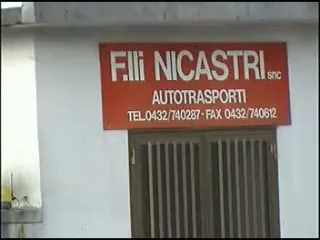 F.lli NICASTRI snc
AUTOTRASPORTI
TEL.0432/740287-FAX 0432/740612